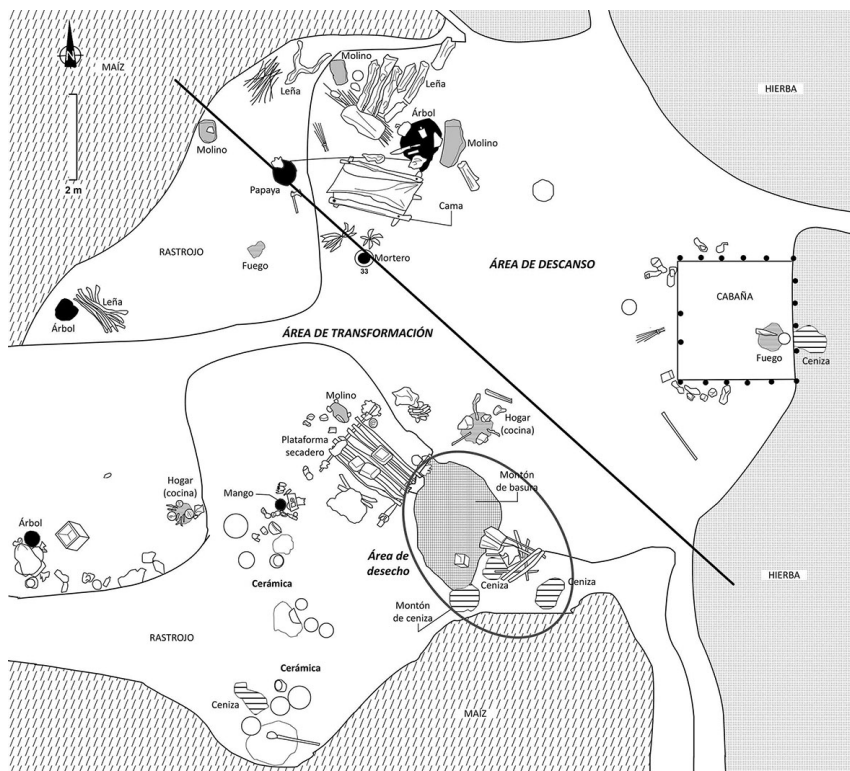 N
MAÍZ
2 m
Leña
Molino
Leña
Árbol
Molino
Molino
Papaya
Cama
HIERBA
RASTROJO
Fuego
Mortero
33
ÁREA DE DESCANSO
CABAÑA
Leña
Árbol
ÁREA DE TRANSFORMACIÓN
Fuego
Ceniza
Molino
Plataforma
secadero
Hogar
(cocina)
Montón
de basura
Hogar
(cocina)
Mango
Árbol
Área de
desecho
Cerámica
Ceniza
Ceniza
HIERBA
Montón
de ceniza
RASTROJO
Cerámica
Ceniza
MAÍZ